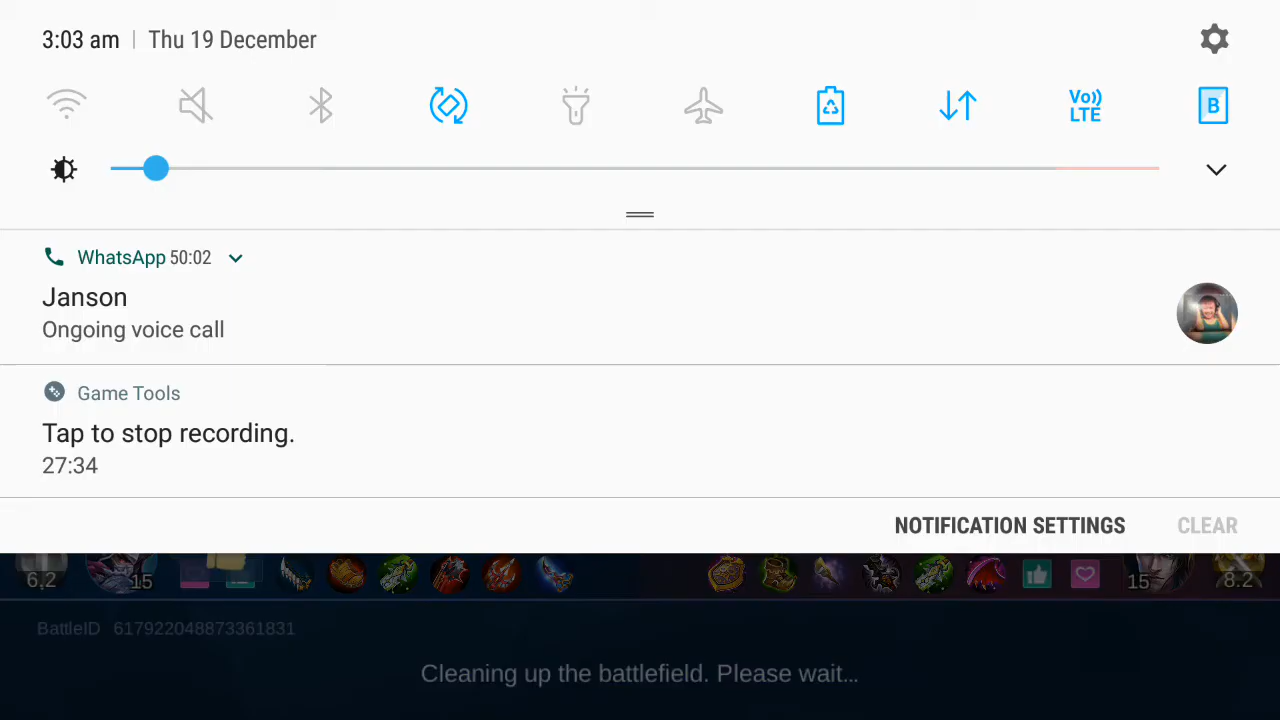 3:03 am | Thu 19 December
Vo))
LTE
B
WhatsApp 50:02
Janson
Ongoing voice call
Game Tools
Tap to stop recording.
27:34
NOTIFICATION SETTINGS CLEAR
6.2 15 15 8.2
BattleID 617922048873361831
Cleaning up the battlefield. Please wait...